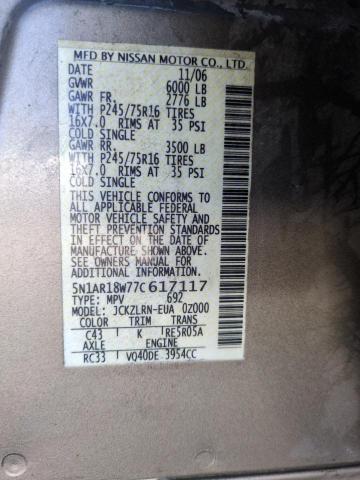 MFD BY NISSAN MOTOR CO., LTD.
DATE 11/06
GVWR 6000 LB
GAWR FR. 2776 LB
WITH P245/75R16 TIRES
16X7.0 RIMS AT 35 PSI
COLD SINGLE
GAWR RR. 3500 LB
WITH P245/75R16 TIRES
16X7.0 RIMS AT 35 PSI
COLD SINGLE
THIS VEHICLE CONFORMS TO
ALL APPLICABLE FEDERAL
MOTOR VEHICLE SAFETY AND
THEFT PREVENTION STANDARDS
IN EFFECT ON THE DATE OF
MANUFACTURE SHOWN ABOVE.
SEE OWNERS MANUAL FOR
ADDITIONAL INFORMATION
5N1AR18W77C617117
TYPE: MPV 692
MODEL: JCKZLRN-EUA 0Z000
COLOR TRIM TRANS
C43 K RE5R05A
AXLE ENGINE
RC33 VQ40DE 3954CC